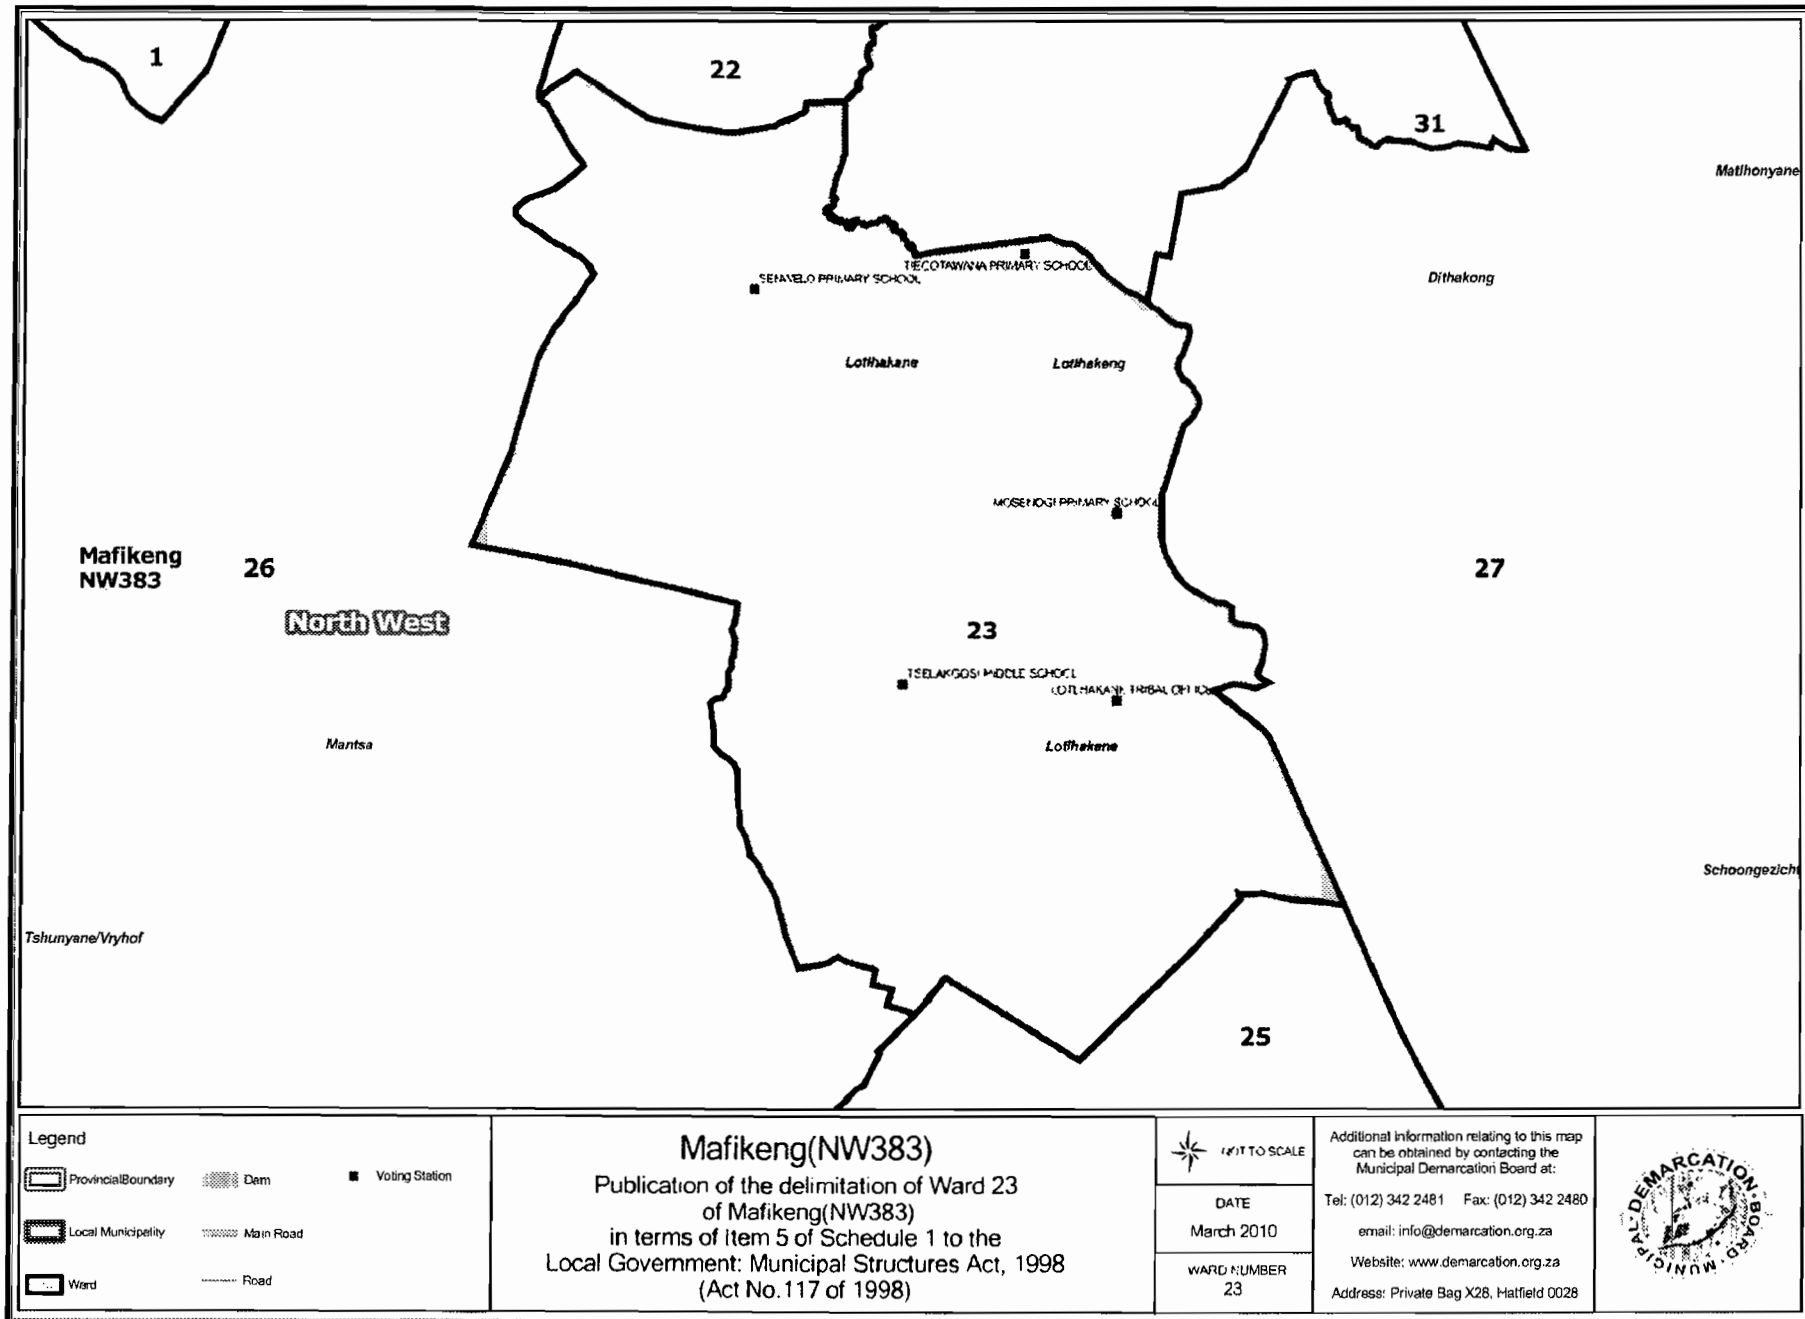 1
22
31
Matlhonyane
TIECOTAWANA PRIMARY SCHOOL
PRIMARY SCHOOL
Dithakong
Lotlhakane
Lotlhakeng
PRIMARY SCHOOL
Mafikeng
NW383
26
27
North West
23
TSELAKGOSI MIDDLE SCHOOL
LOTLHAKANE TRIBAL OFFICE
Mantsa
Lotlhakane
Schoongezicht
Tshunyane/Vryhof
25
Legend
ProvincialBoundary
Dam
Voting Station
Local Municipality
Main Road
Ward
Road
Mafikeng(NW383)
Publication of the delimitation of Ward 23
of Mafikeng(NW383)
in terms of Item 5 of Schedule 1 to the
Local Government: Municipal Structures Act, 1998
(Act No.117 of 1998)
NOT TO SCALE
DATE
March 2010
WARD NUMBER
23
Additional information relating to this map
can be obtained by contacting the
Municipal Demarcation Board at:
Tel: (012) 342 2481 Fax: (012) 342 2480
email: info@demarcation.org.za
Website: www.demarcation.org.za
Address: Private Bag X28, Hatfield 0028
MUNICIPAL DEMARCATION BOARD